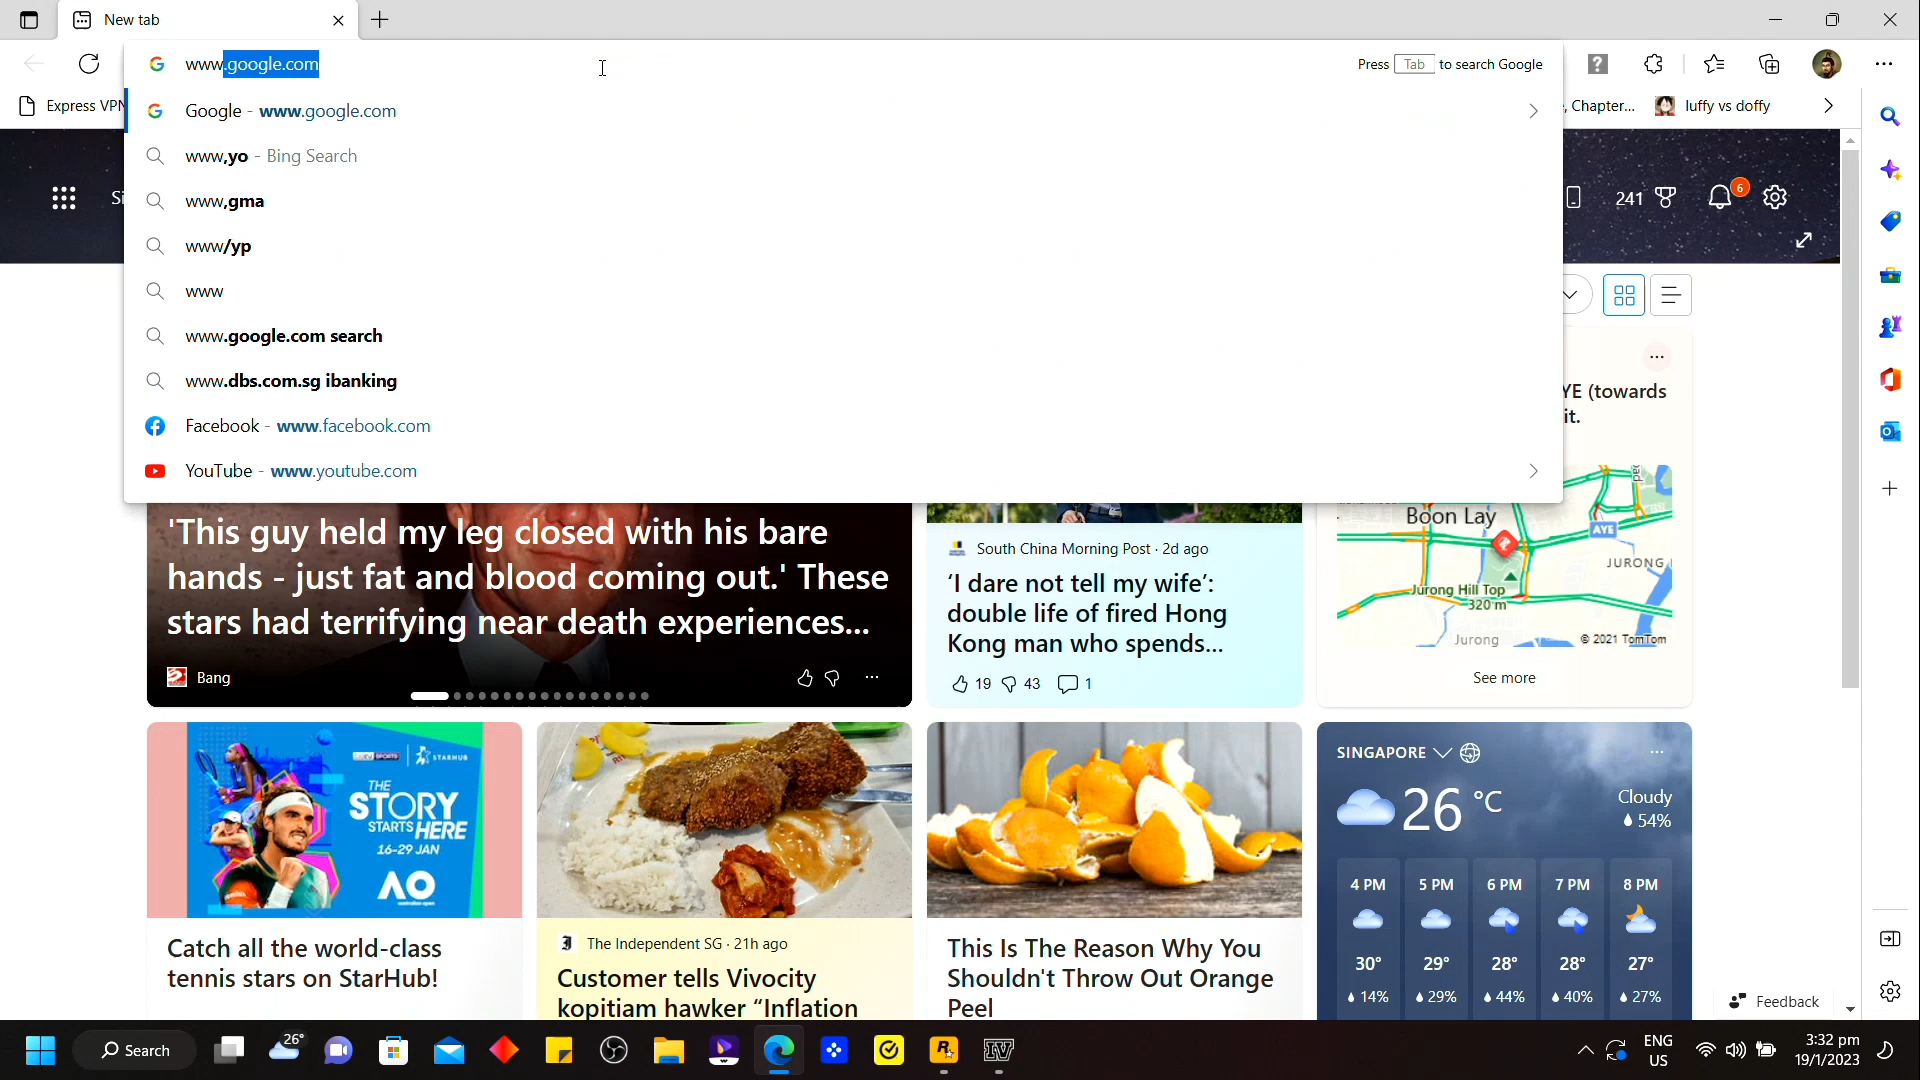 New tab
www.google.com
Press Tab to search Google
Express VPN
, Chapter...
luffy vs doffy
Google - www.google.com
www,yo - Bing Search
www,gma
www/yp
www
www.google.com search
www.dbs.com.sg ibanking
Facebook - www.facebook.com
YouTube - www.youtube.com
241
6
YE (towards
it.
Boon Lay
AYE
JURONG
Jurong Hill Top
320 m
Jurong
© 2021 TomTom
See more
'This guy held my leg closed with his bare
hands - just fat and blood coming out.' These
stars had terrifying near death experiences...
Bang
South China Morning Post · 2d ago
'I dare not tell my wife':
double life of fired Hong
Kong man who spends...
19 43 1
beIN SPORTS
STARHUB
THE
STORY
STARTS HERE
16-29 JAN
AO
australian open
Catch all the world-class
tennis stars on StarHub!
The Independent SG · 21h ago
Customer tells Vivocity
kopitiam hawker “Inflation
This Is The Reason Why You
Shouldn't Throw Out Orange
Peel
SINGAPORE
26 °C
Cloudy
54%
4 PM 5 PM 6 PM 7 PM 8 PM
30° 29° 28° 28° 27°
14% 29% 44% 40% 27%
Feedback
Search
26°
ENG
US
3:32 pm
19/1/2023